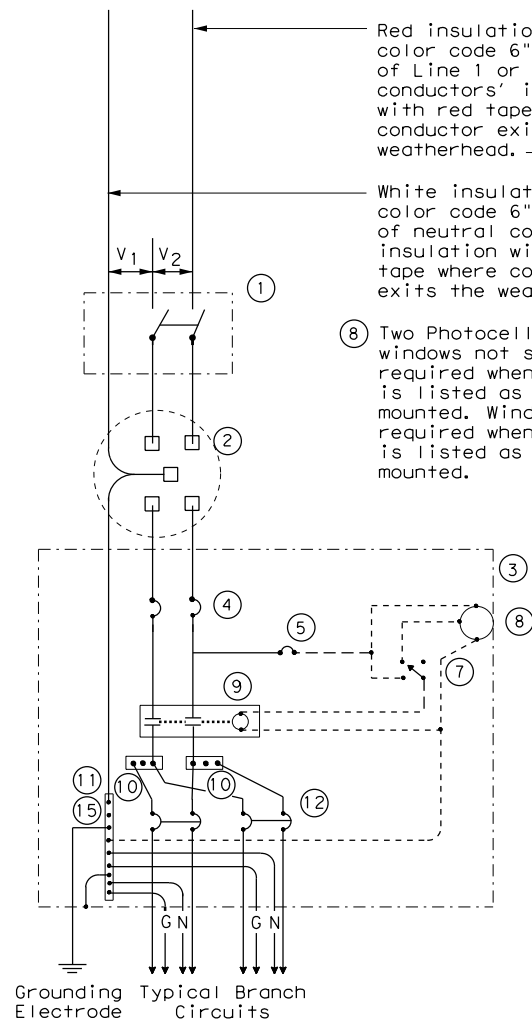 Red insulatio
color code 6"
of Line 1 or
conductors' i
with red tape
conductor exi
weatherhead.
White insulat
color code 6"
of neutral co
insulation wi
tape where co
exits the wea
V1
V2
1
8 Two Photocell
windows not s
required when
is listed as
mounted. Wind
required when
is listed as
mounted.
2
3
4
5
8
7
9
11
10
10
12
15
G N
G N
Grounding Typical Branch
Electrode Circuits